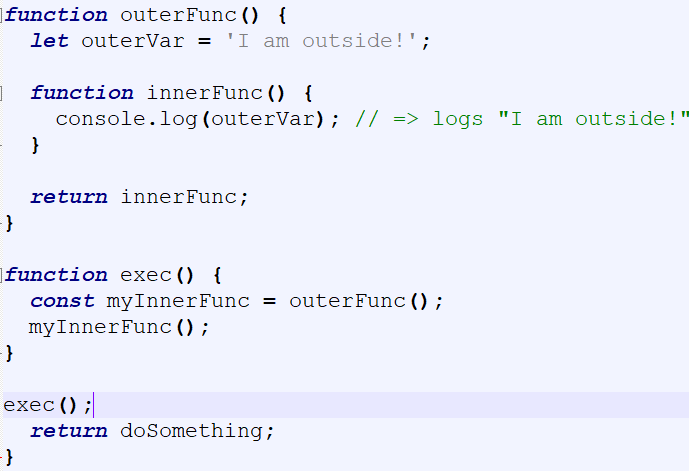 function outerFunc() {
  let outerVar = 'I am outside!';

  function innerFunc() {
    console.log(outerVar); // => logs "I am outside!"
  }

  return innerFunc;
}

function exec() {
  const myInnerFunc = outerFunc();
  myInnerFunc();
}

exec();
  return doSomething;
}